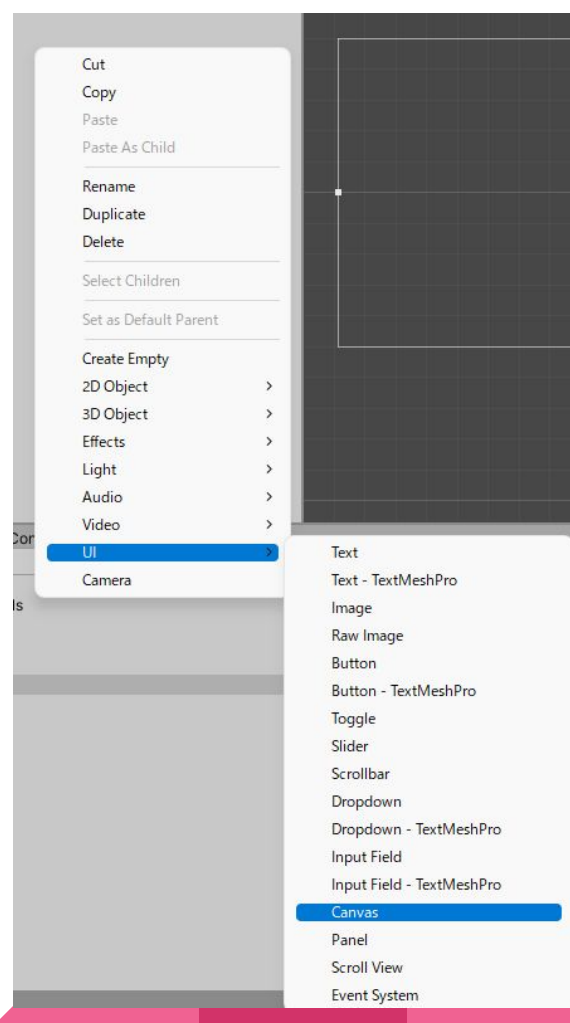 Cut
Copy
Paste
Paste As Child
Rename
Duplicate
Delete
Select Children
Set as Default Parent
Create Empty
2D Object
3D Object
Effects
Light
Audio
Video
Con
UI
Camera
ls
Text
Text - TextMeshPro
Image
Raw Image
Button
Button - TextMeshPro
Toggle
Slider
Scrollbar
Dropdown
Dropdown - TextMeshPro
Input Field
Input Field - TextMeshPro
Canvas
Panel
Scroll View
Event System